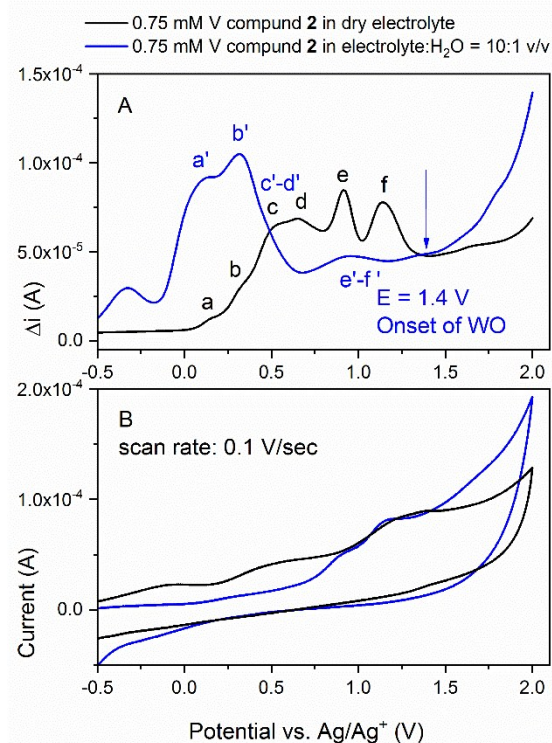 0.75 mM V compund 2 in dry electrolyte
0.75 mM V compund 2 in electrolyte:H₂O = 10:1 v/v
1.5x10⁻⁴
A
b'
a'
1.0x10⁻⁴
c'-d'
e
f
c
d
Δi (A)
5.0x10⁻⁵
b
e'-f'
a
E = 1.4 V
Onset of WO
0.0
-0.5 0.0 0.5 1.0 1.5 2.0
2.0x10⁻⁴
B
scan rate: 0.1 V/sec
Current (A)
1.0x10⁻⁴
0.0
-0.5 0.0 0.5 1.0 1.5 2.0
Potential vs. Ag/Ag⁺ (V)